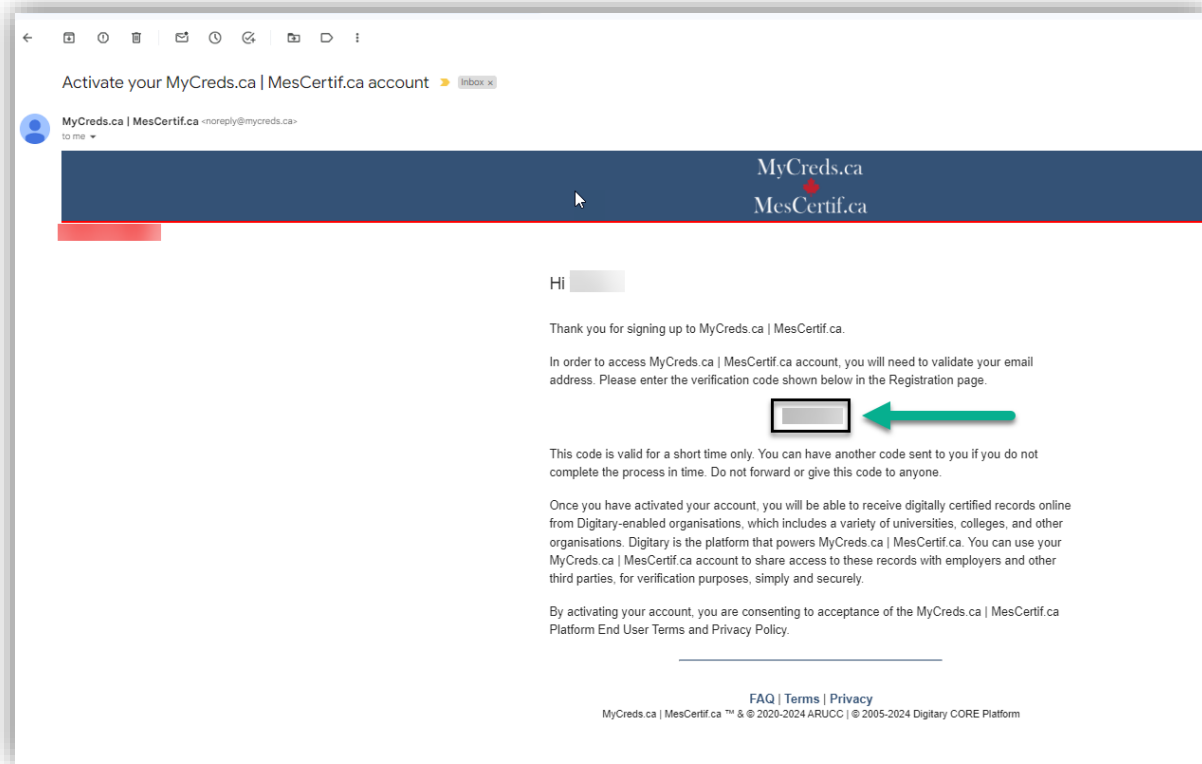 Activate your MyCreds.ca | MesCertif.ca account Inbox x
MyCreds.ca | MesCertif.ca <noreply@mycreds.ca>
to me
MyCreds.ca
MesCertif.ca
Hi
Thank you for signing up to MyCreds.ca | MesCertif.ca.
In order to access MyCreds.ca | MesCertif.ca account, you will need to validate your email
address. Please enter the verification code shown below in the Registration page.
This code is valid for a short time only. You can have another code sent to you if you do not
complete the process in time. Do not forward or give this code to anyone.
Once you have activated your account, you will be able to receive digitally certified records online
from Digitary-enabled organisations, which includes a variety of universities, colleges, and other
organisations. Digitary is the platform that powers MyCreds.ca | MesCertif.ca. You can use your
MyCreds.ca | MesCertif.ca account to share access to these records with employers and other
third parties, for verification purposes, simply and securely.
By activating your account, you are consenting to acceptance of the MyCreds.ca | MesCertif.ca
Platform End User Terms and Privacy Policy.
FAQ | Terms | Privacy
MyCreds.ca | MesCertif.ca ™ & © 2020-2024 ARUCC | © 2005-2024 Digitary CORE Platform